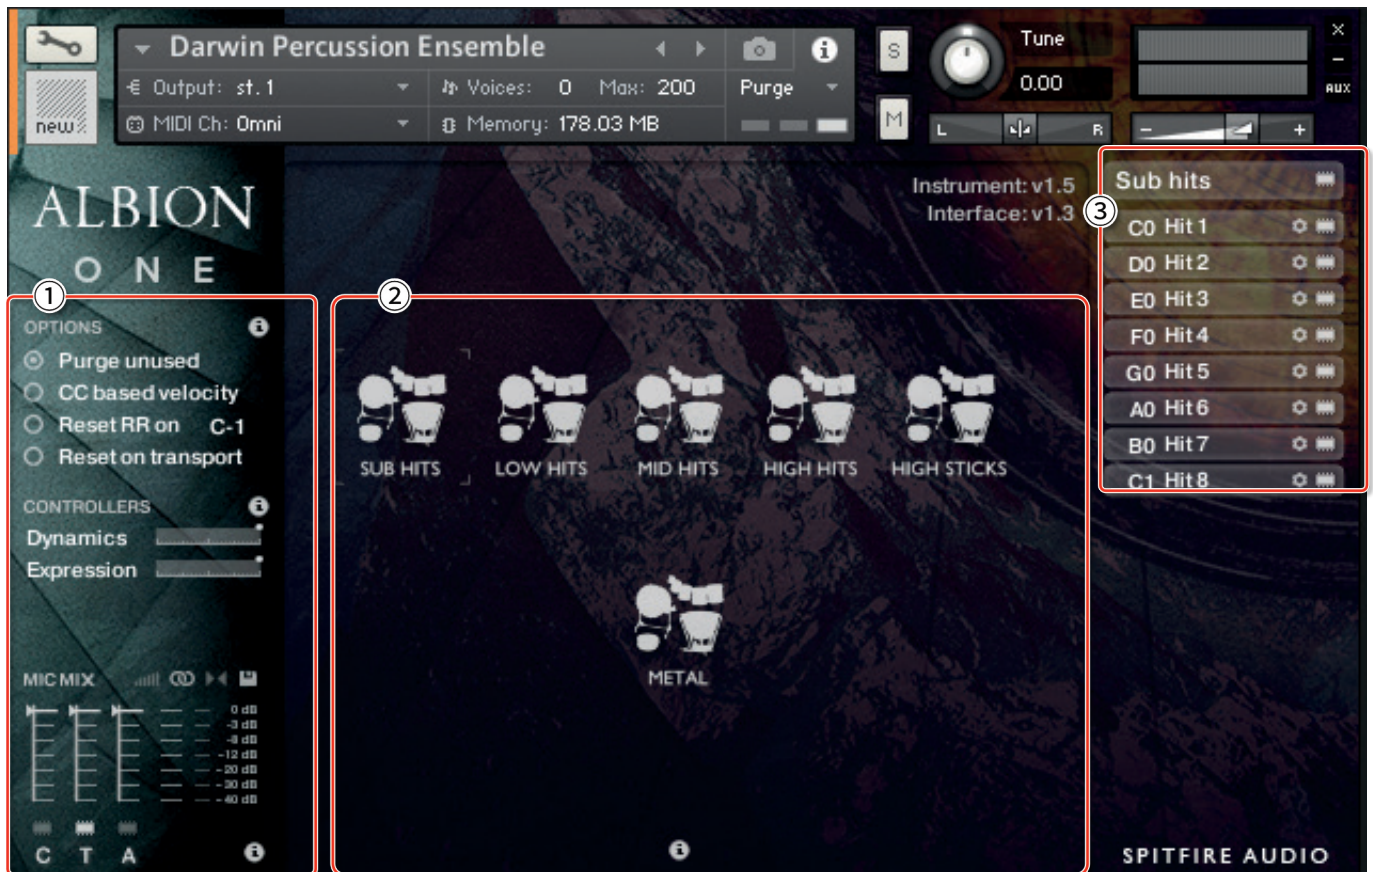 Darwin Percussion Ensemble
Output: st. 1
Voices: 0 Max: 200
Purge
new
MIDI Ch: Omni
Memory: 178.03 MB
S
M
Tune
0.00
L
R
-
+
×
-
AUX
ALBION
ONE
Instrument: v1.5
Interface: v1.3
①
OPTIONS
Purge unused
CC based velocity
Reset RR on C-1
Reset on transport
CONTROLLERS
Dynamics
Expression
MIC MIX
0 dB
-3 dB
-8 dB
-12 dB
-20 dB
-30 dB
-40 dB
C T A
②
SUB HITS
LOW HITS
MID HITS
HIGH HITS
HIGH STICKS
METAL
③
Sub hits
C0 Hit 1
D0 Hit 2
E0 Hit 3
F0 Hit 4
G0 Hit 5
A0 Hit 6
B0 Hit 7
C1 Hit 8
SPITFIRE AUDIO